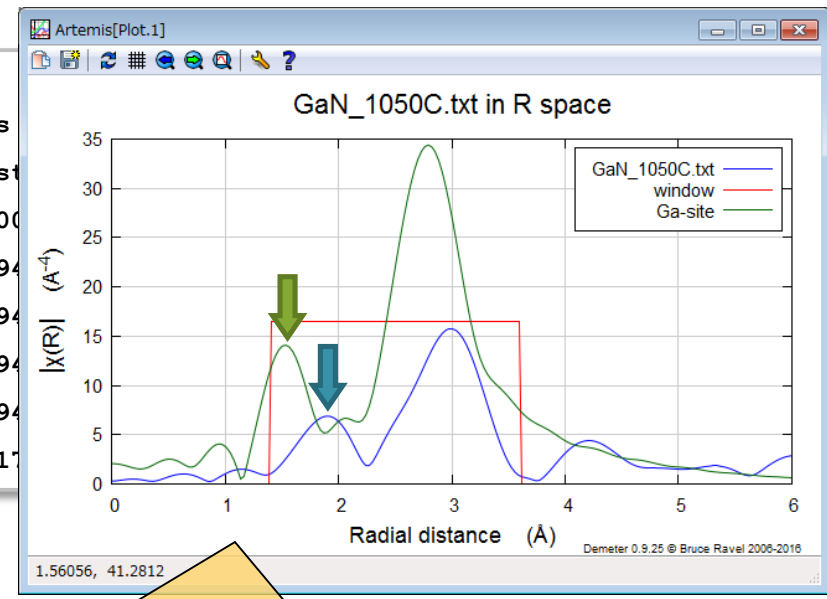 Artemis[Plot.1]
GaN_1050C.txt in R space
35
30
25
20
15
10
5
0
|χ(R)| (A⁻⁴)
GaN_1050C.txt
window
Ga-site
0 1 2 3 4 5 6
Radial distance (Å)
Demeter 0.9.25 © Bruce Ravel 2006-2016
1.56056, 41.2812